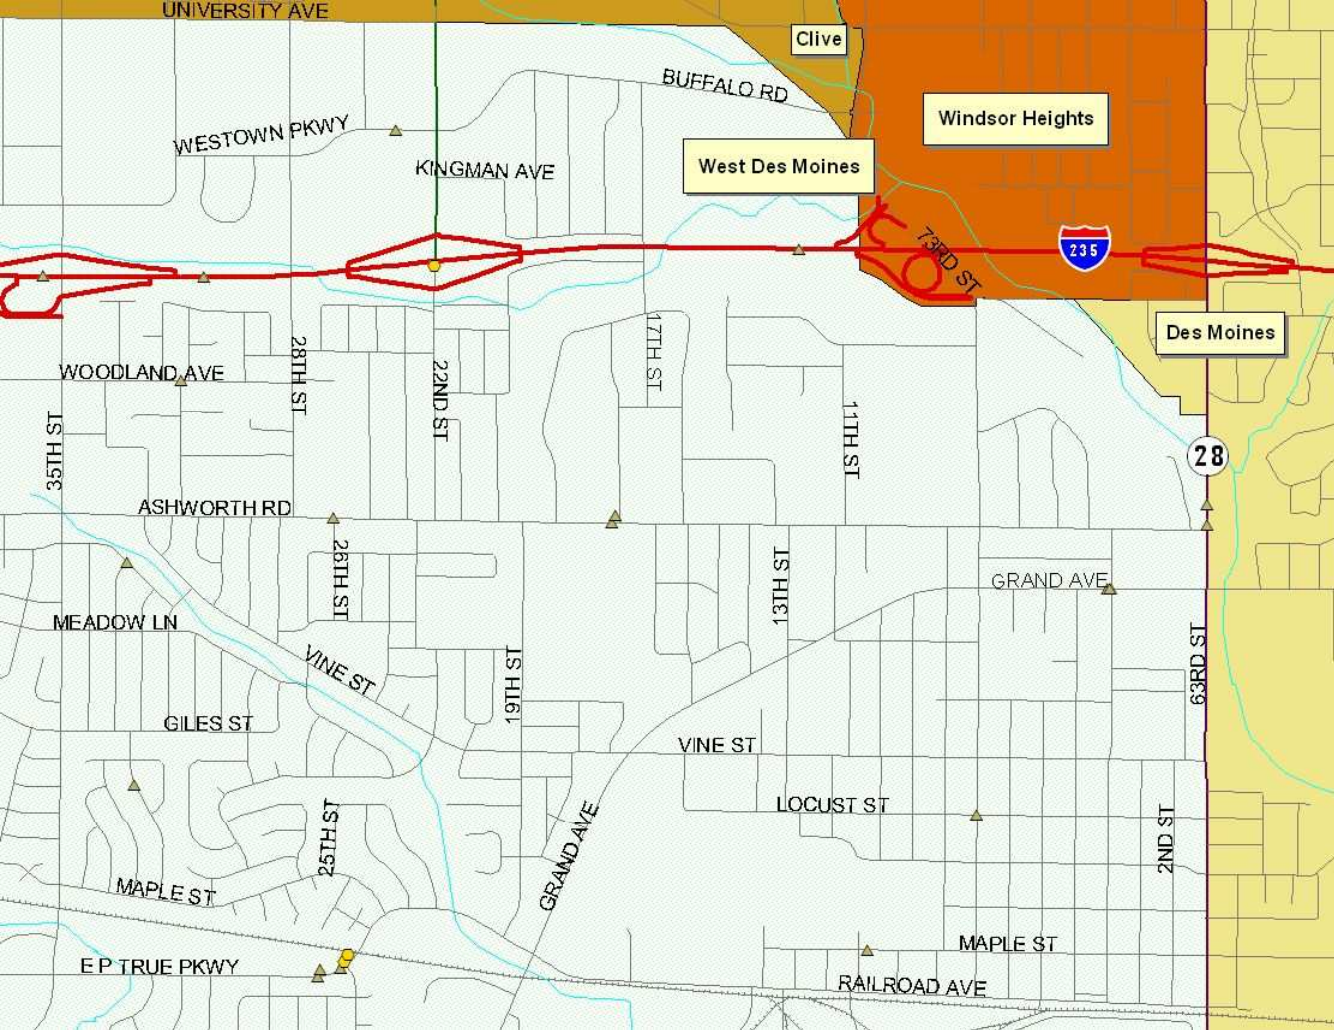 UNIVERSITY AVE
Clive
BUFFALO RD
Windsor Heights
WESTOWN PKWY
KINGMAN AVE
West Des Moines
73RD ST
235
Des Moines
17TH ST
28TH ST
22ND ST
WOODLAND AVE
35TH ST
11TH ST
28
ASHWORTH RD
26TH ST
13TH ST
GRAND AVE
MEADOW LN
63RD ST
VINE ST
19TH ST
GILES ST
VINE ST
LOCUST ST
25TH ST
GRAND AVE
2ND ST
MAPLE ST
MAPLE ST
E P TRUE PKWY
RAILROAD AVE